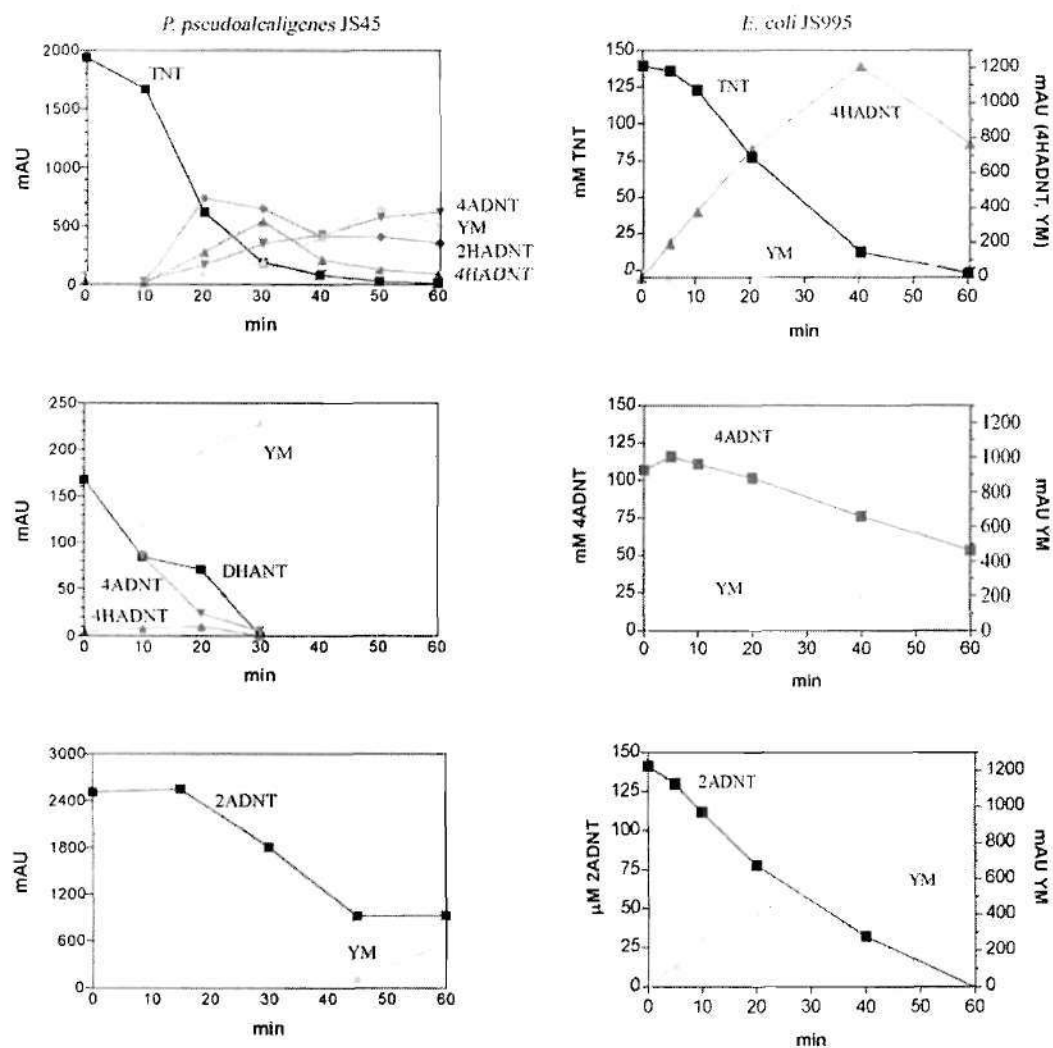 P. pseudoalcaligenes JS45
E. coli JS995
2000
1500
1000
500
0
mAU
TNT
4ADNT
YM
2HADNT
4HADNT
0 10 20 30 40 50 60
min
150
125
100
75
50
25
0
mM TNT
TNT
4HADNT
YM
1200
1000
800
600
400
200
0
mAU (4HADNT, YM)
0 10 20 30 40 50 60
min
250
200
150
100
50
0
mAU
YM
DHANT
4ADNT
4HADNT
0 10 20 30 40 50 60
min
150
125
100
75
50
25
0
mM 4ADNT
4ADNT
YM
1200
1000
800
600
400
200
0
mAU YM
0 10 20 30 40 50 60
min
3000
2400
1800
1200
600
0
mAU
2ADNT
YM
0 10 20 30 40 50 60
min
150
125
100
75
50
25
0
µM 2ADNT
2ADNT
YM
1200
1000
800
600
400
200
0
mAU YM
0 10 20 30 40 50 60
min